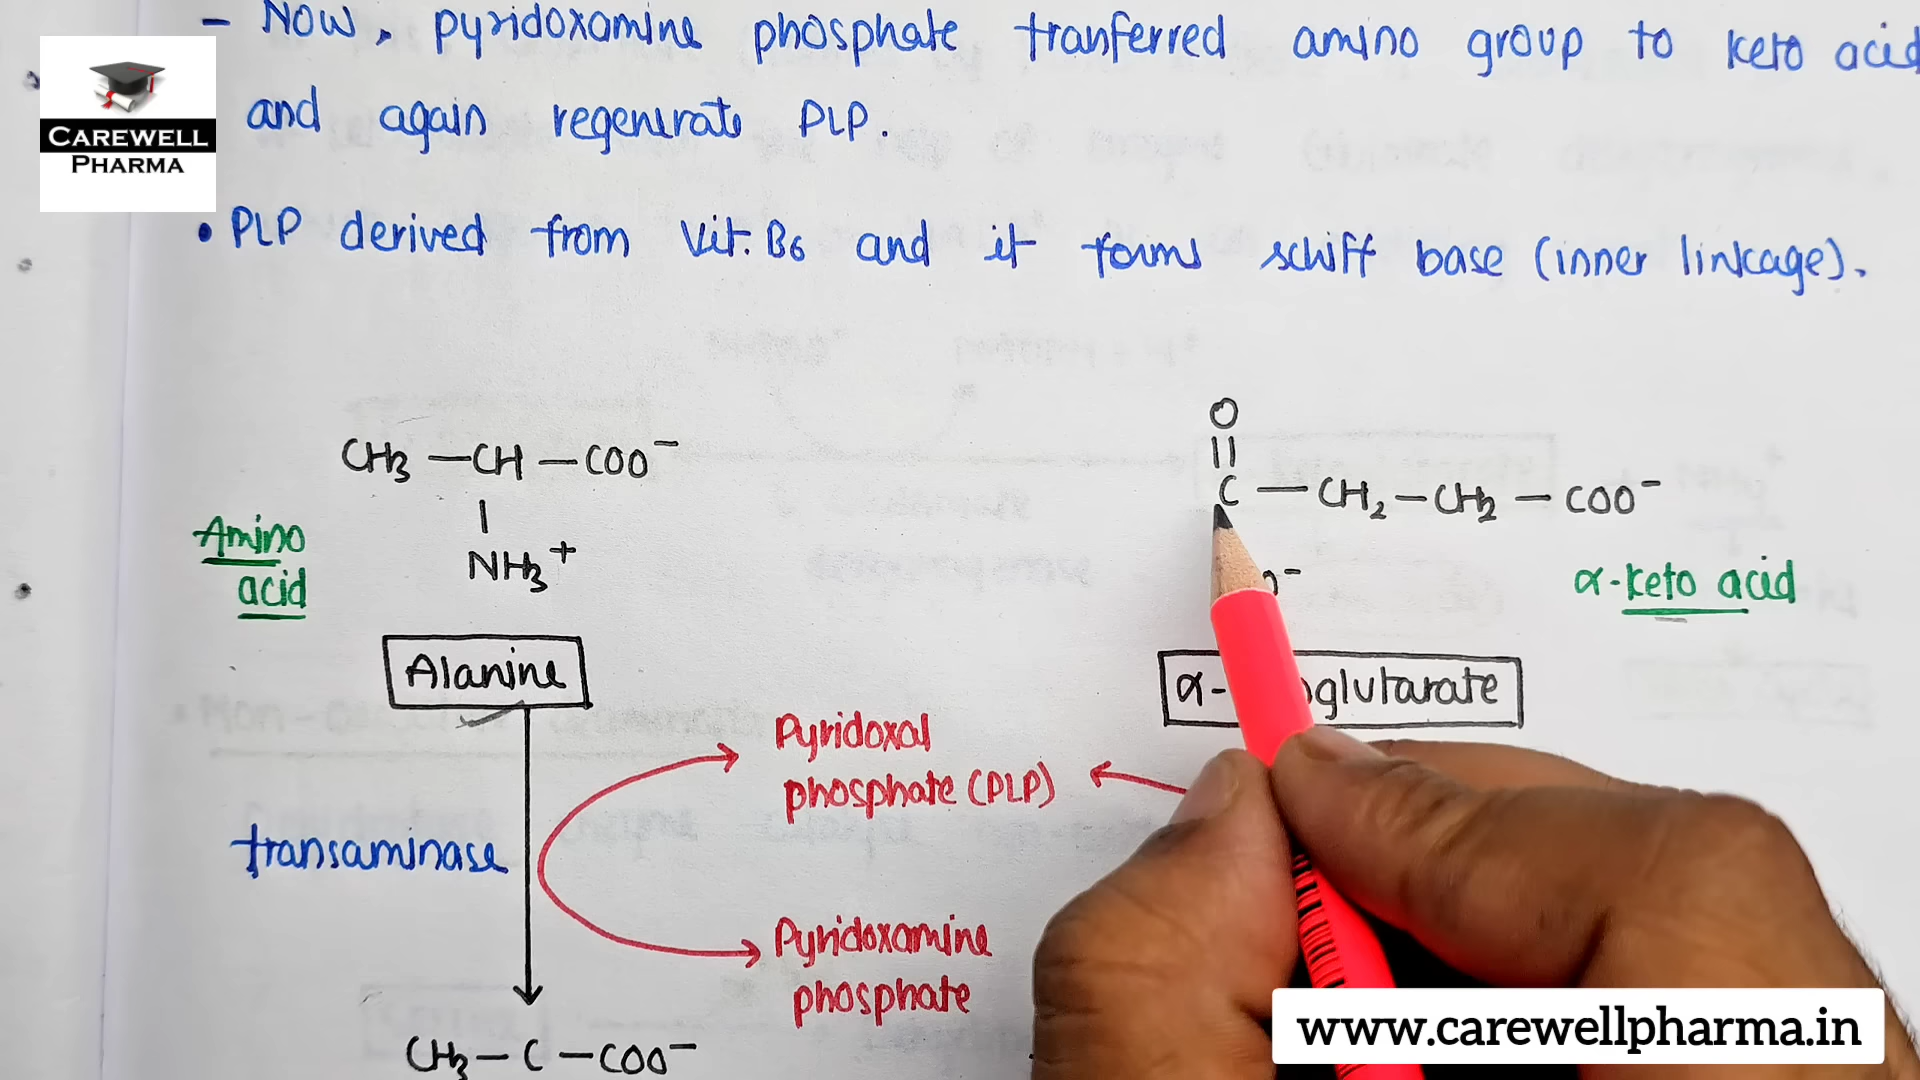 - Now, pyridoxamine phosphate tranferred amino group to keto acid
and again regenerate PLP.
CAREWELL
PHARMA
• PLP derived from Vit. B6 and it forms schiff base (inner linkage).
O
CH3 – CH – COO⁻
C – CH2 – CH2 – COO⁻
NH3⁺
Amino
acid
α-keto acid
Alanine
glutarate
Pyridoxal
phosphate (PLP)
transaminase
Pyridoxamine
phosphate
CH3 – C – COO⁻
www.carewellpharma.in